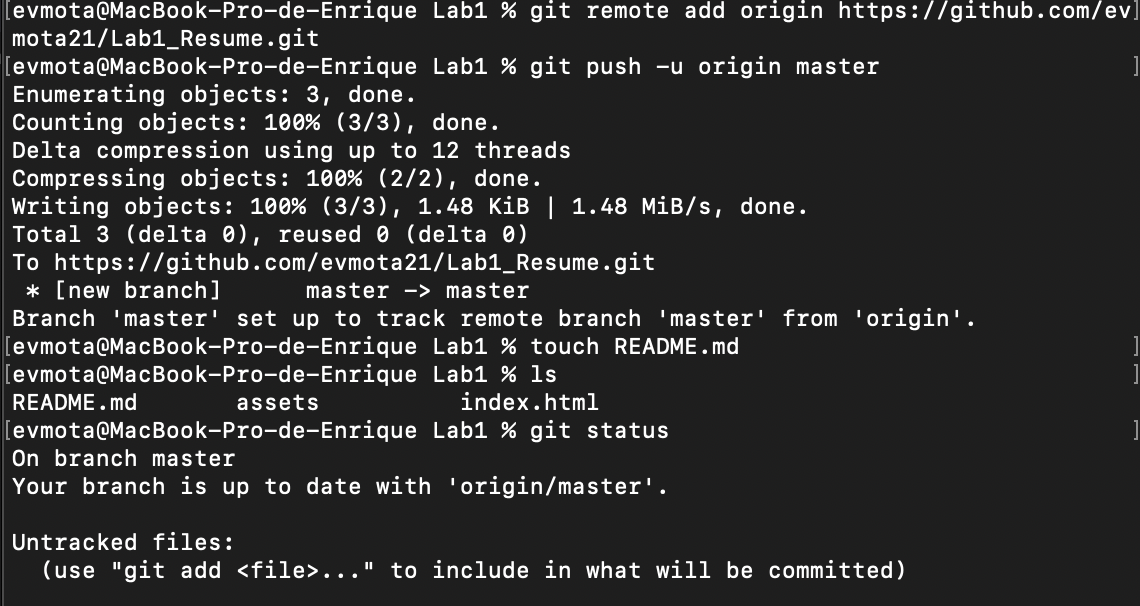 [evmota@MacBook-Pro-de-Enrique Lab1 % git remote add origin https://github.com/ev]
mota21/Lab1_Resume.git
[evmota@MacBook-Pro-de-Enrique Lab1 % git push -u origin master ]
Enumerating objects: 3, done.
Counting objects: 100% (3/3), done.
Delta compression using up to 12 threads
Compressing objects: 100% (2/2), done.
Writing objects: 100% (3/3), 1.48 KiB | 1.48 MiB/s, done.
Total 3 (delta 0), reused 0 (delta 0)
To https://github.com/evmota21/Lab1_Resume.git
 * [new branch]      master -> master
Branch 'master' set up to track remote branch 'master' from 'origin'.
[evmota@MacBook-Pro-de-Enrique Lab1 % touch README.md ]
[evmota@MacBook-Pro-de-Enrique Lab1 % ls ]
README.md       assets          index.html
[evmota@MacBook-Pro-de-Enrique Lab1 % git status ]
On branch master
Your branch is up to date with 'origin/master'.

Untracked files:
  (use "git add <file>..." to include in what will be committed)